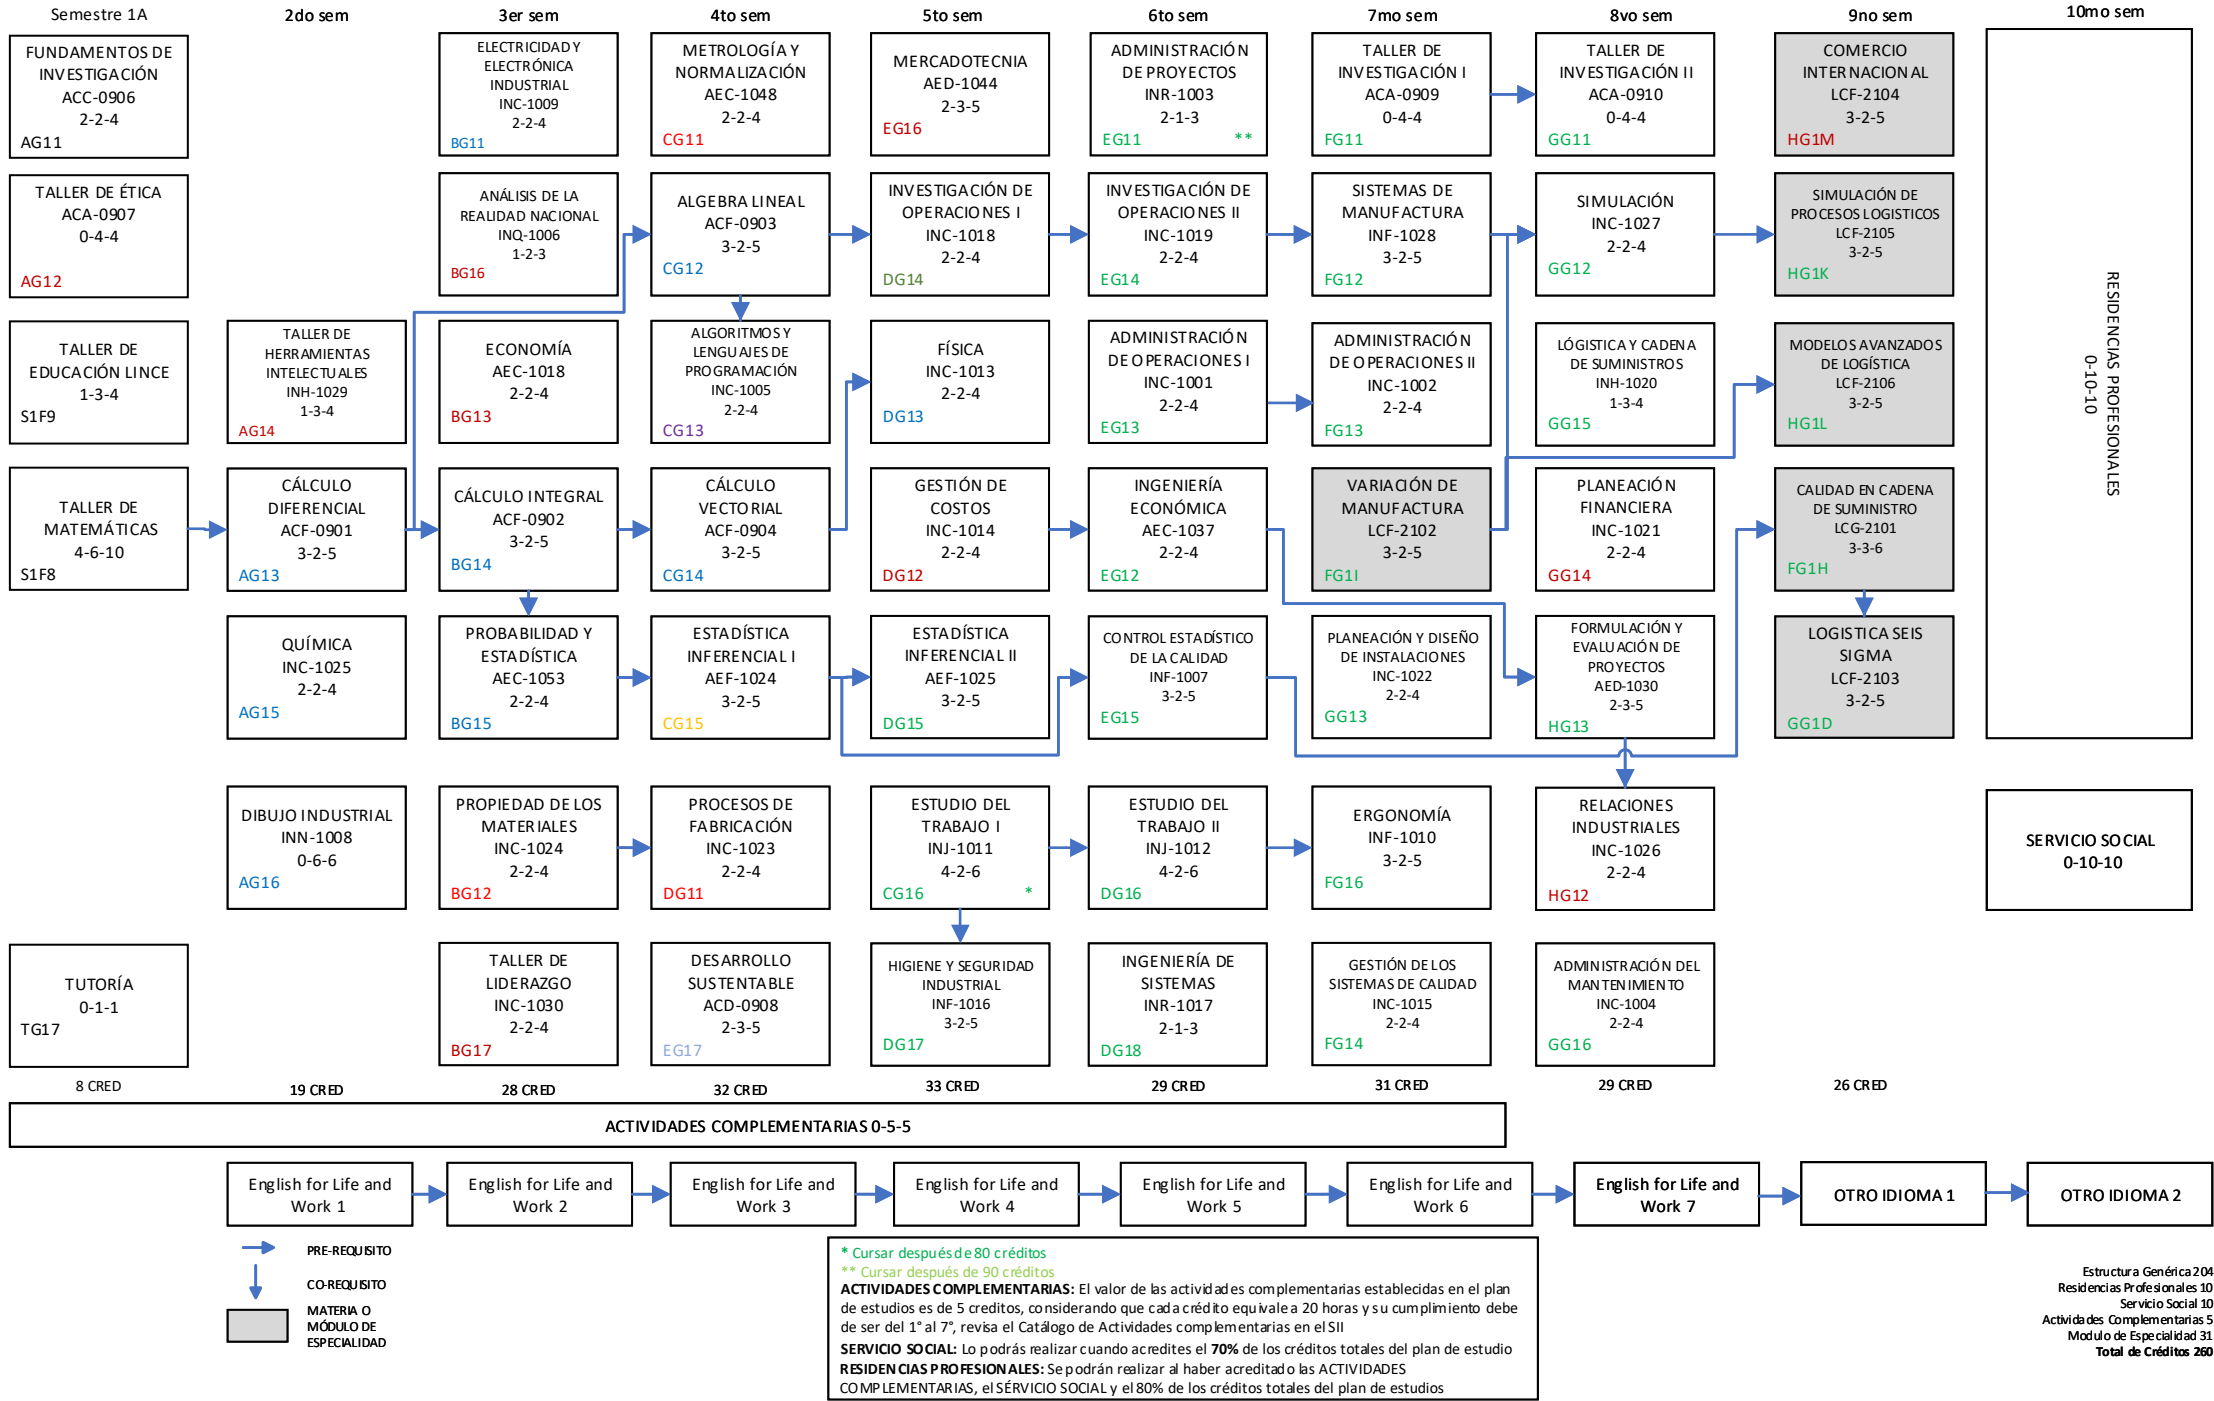 Semestre 1A
2do sem
3er sem
4to sem
5to sem
6to sem
7mo sem
8vo sem
9no sem
10mo sem
FUNDAMENTOS DE
INVESTIGACIÓN
ACC-0906
2-2-4
AG11
ELECTRICIDAD Y
ELECTRÓNICA
INDUSTRIAL
INC-1009
2-2-4
BG11
METROLOGÍA Y
NORMALIZACIÓN
AEC-1048
2-2-4
CG11
MERCADOTECNIA
AED-1044
2-3-5
EG16
ADMINISTRACIÓN
DE PROYECTOS
INR-1003
2-1-3
EG11 **
TALLER DE
INVESTIGACIÓN I
ACA-0909
0-4-4
FG11
TALLER DE
INVESTIGACIÓN II
ACA-0910
0-4-4
GG11
COMERCIO
INTERNACIONAL
LCF-2104
3-2-5
HG1M
TALLER DE ÉTICA
ACA-0907
0-4-4
AG12
ANÁLISIS DE LA
REALIDAD NACIONAL
INQ-1006
1-2-3
BG16
ALGEBRA LINEAL
ACF-0903
3-2-5
CG12
INVESTIGACIÓN DE
OPERACIONES I
INC-1018
2-2-4
DG14
INVESTIGACIÓN DE
OPERACIONES II
INC-1019
2-2-4
EG14
SISTEMAS DE
MANUFACTURA
INF-1028
3-2-5
FG12
SIMULACIÓN
INC-1027
2-2-4
GG12
SIMULACIÓN DE
PROCESOS LOGISTICOS
LCF-2105
3-2-5
HG1K
RESIDENCIAS PROFESIONALES
0-10-10
TALLER DE
EDUCACIÓN LINCE
1-3-4
S1F9
TALLER DE
HERRAMIENTAS
INTELECTUALES
INH-1029
1-3-4
AG14
ECONOMÍA
AEC-1018
2-2-4
BG13
ALGORITMOS Y
LENGUAJES DE
PROGRAMACIÓN
INC-1005
2-2-4
CG13
FÍSICA
INC-1013
2-2-4
DG13
ADMINISTRACIÓN
DE OPERACIONES I
INC-1001
2-2-4
EG13
ADMINISTRACIÓN
DE OPERACIONES II
INC-1002
2-2-4
FG13
LÓGISTICA Y CADENA
DE SUMINISTROS
INH-1020
1-3-4
GG15
MODELOS AVANZADOS
DE LOGÍSTICA
LCF-2106
3-2-5
HG1L
TALLER DE
MATEMÁTICAS
4-6-10
S1F8
CÁLCULO
DIFERENCIAL
ACF-0901
3-2-5
AG13
CÁLCULO INTEGRAL
ACF-0902
3-2-5
BG14
CÁLCULO
VECTORIAL
ACF-0904
3-2-5
CG14
GESTIÓN DE
COSTOS
INC-1014
2-2-4
DG12
INGENIERÍA
ECONÓMICA
AEC-1037
2-2-4
EG12
VARIACIÓN DE
MANUFACTURA
LCF-2102
3-2-5
FG1I
PLANEACIÓN
FINANCIERA
INC-1021
2-2-4
GG14
CALIDAD EN CADENA
DE SUMINISTRO
LCG-2101
3-3-6
FG1H
QUÍMICA
INC-1025
2-2-4
AG15
PROBABILIDAD Y
ESTADÍSTICA
AEC-1053
2-2-4
BG15
ESTADÍSTICA
INFERENCIAL I
AEF-1024
3-2-5
CG15
ESTADÍSTICA
INFERENCIAL II
AEF-1025
3-2-5
DG15
CONTROL ESTADÍSTICO
DE LA CALIDAD
INF-1007
3-2-5
EG15
PLANEACIÓN Y DISEÑO
DE INSTALACIONES
INC-1022
2-2-4
GG13
FORMULACIÓN Y
EVALUACIÓN DE
PROYECTOS
AED-1030
2-3-5
HG13
LOGISTICA SEIS
SIGMA
LCF-2103
3-2-5
GG1D
DIBUJO INDUSTRIAL
INN-1008
0-6-6
AG16
PROPIEDAD DE LOS
MATERIALES
INC-1024
2-2-4
BG12
PROCESOS DE
FABRICACIÓN
INC-1023
2-2-4
DG11
ESTUDIO DEL
TRABAJO I
INJ-1011
4-2-6
CG16 *
ESTUDIO DEL
TRABAJO II
INJ-1012
4-2-6
DG16
ERGONOMÍA
INF-1010
3-2-5
FG16
RELACIONES
INDUSTRIALES
INC-1026
2-2-4
HG12
SERVICIO SOCIAL
0-10-10
TUTORÍA
0-1-1
TG17
TALLER DE
LIDERAZGO
INC-1030
2-2-4
BG17
DESARROLLO
SUSTENTABLE
ACD-0908
2-3-5
EG17
HIGIENE Y SEGURIDAD
INDUSTRIAL
INF-1016
3-2-5
DG17
INGENIERÍA DE
SISTEMAS
INR-1017
2-1-3
DG18
GESTIÓN DE LOS
SISTEMAS DE CALIDAD
INC-1015
2-2-4
FG14
ADMINISTRACIÓN DEL
MANTENIMIENTO
INC-1004
2-2-4
GG16
8 CRED
19 CRED
28 CRED
32 CRED
33 CRED
29 CRED
31 CRED
29 CRED
26 CRED
ACTIVIDADES COMPLEMENTARIAS 0-5-5
English for Life and
Work 1
English for Life and
Work 2
English for Life and
Work 3
English for Life and
Work 4
English for Life and
Work 5
English for Life and
Work 6
English for Life and
Work 7
OTRO IDIOMA 1
OTRO IDIOMA 2
PRE-REQUISITO
CO-REQUISITO
MATERIA O
MÓDULO DE
ESPECIALIDAD
* Cursar después de 80 créditos
** Cursar después de 90 créditos
ACTIVIDADES COMPLEMENTARIAS: El valor de las actividades complementarias establecidas en el plan
de estudios es de 5 creditos, considerando que cada crédito equivale a 20 horas y su cumplimiento debe
de ser del 1° al 7°, revisa el Catálogo de Actividades complementarias en el SII
SERVICIO SOCIAL: Lo podrás realizar cuando acredites el 70% de los créditos totales del plan de estudio
RESIDENCIAS PROFESIONALES: Se podrán realizar al haber acreditado las ACTIVIDADES
COMPLEMENTARIAS, el SÉRVICIO SOCIAL y el 80% de los créditos totales del plan de estudios
Estructura Genérica 204
Residencias Profesionales 10
Servicio Social 10
Actividades Complementarias 5
Modulo de Especialidad 31
Total de Créditos 260